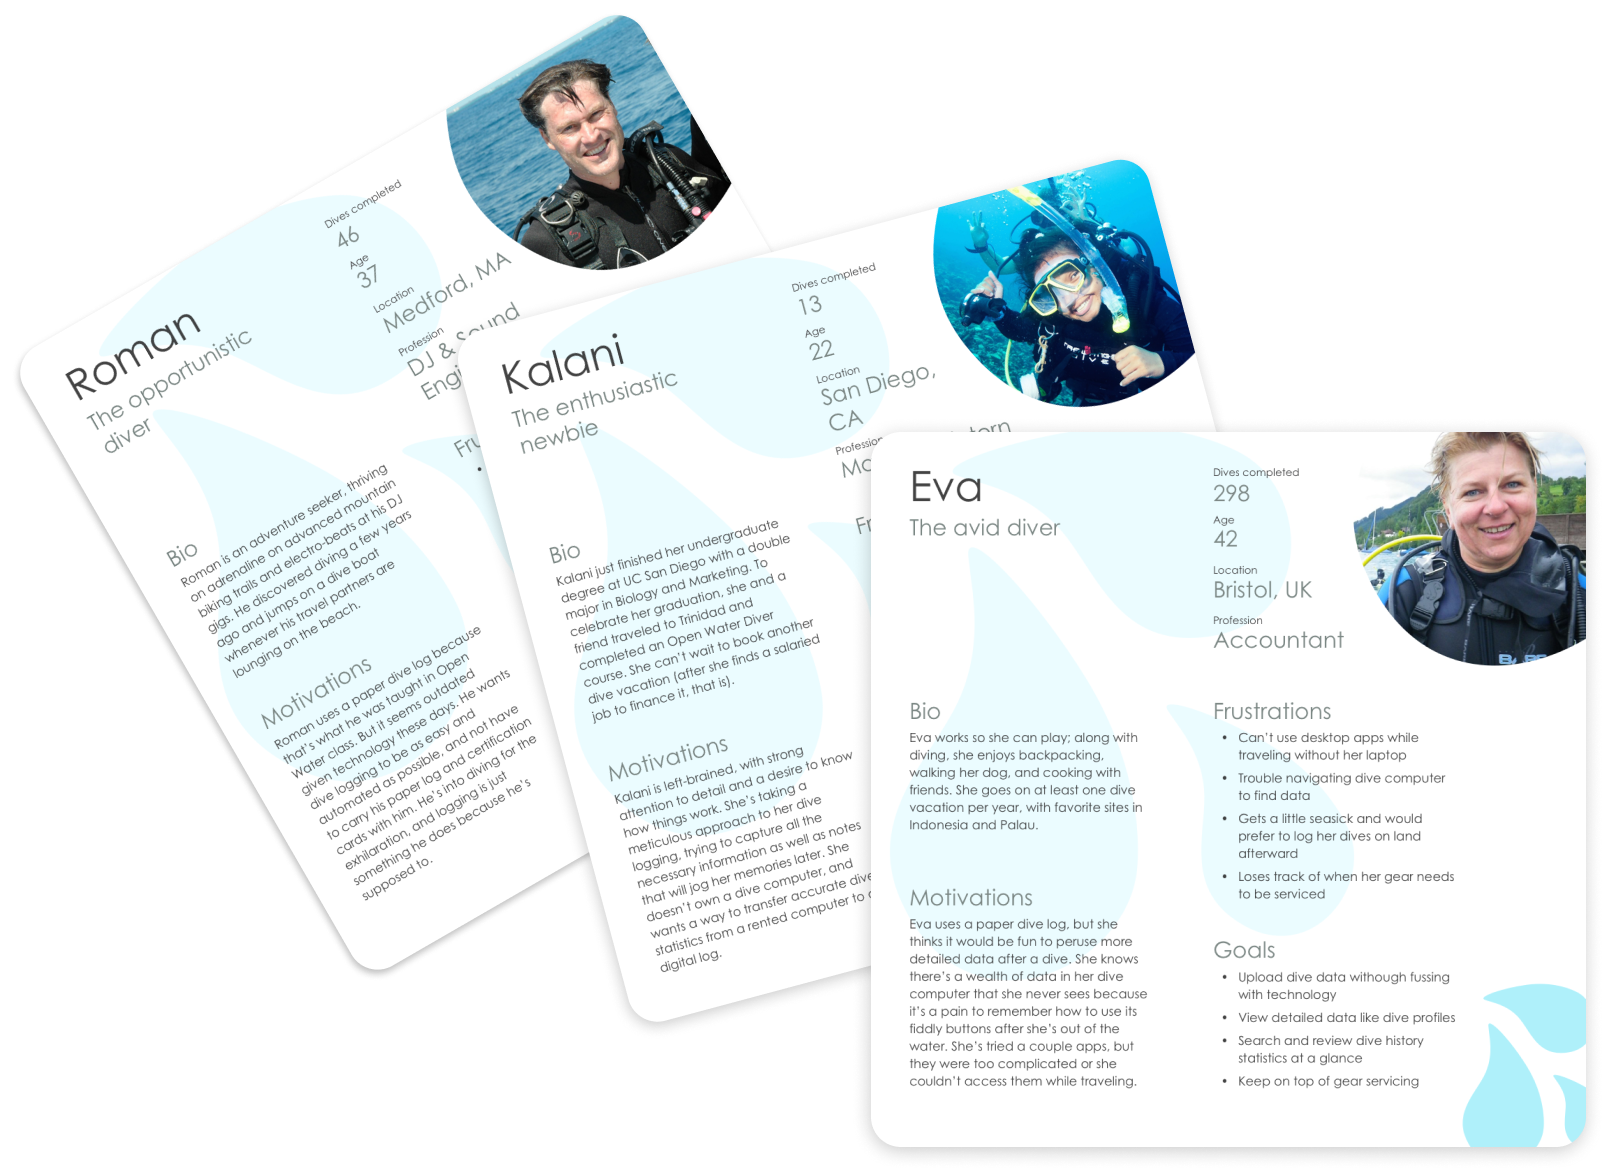 Roman
The opportunistic
diver
Dives completed
46
Age
37
Location
Medford, MA
Profession
DJ & Sound
Bio
Roman is an adventure seeker, thriving
on adrenaline on advanced mountain
biking trails and electro-beats at his DJ
gigs. He discovered diving a few years
ago and jumps on a dive boat
whenever his travel partners are
lounging on the beach.
Motivations
Roman uses a paper dive log because
that's what he was taught in Open
Water class. But it seems outdated
given technology these days. He wants
dive logging to be as easy and
automated as possible, and not have
to carry his paper log and certification
cards with him. He's into diving for the
exhilaration, and logging is just
something he does because he's
supposed to.
Kalani
The enthusiastic
newbie
Dives completed
13
Age
22
Location
San Diego,
CA
Profession
Bio
Kalani just finished her undergraduate
degree at UC San Diego with a double
major in Biology and Marketing. To
celebrate her graduation, she and a
friend traveled to Trinidad and
completed an Open Water Diver
course. She can't wait to book another
dive vacation (after she finds a salaried
job to finance it, that is).
Motivations
Kalani is left-brained, with strong
attention to detail and a desire to know
how things work. She's taking a
meticulous approach to her dive
logging, trying to capture all the
necessary information as well as notes
that will jog her memories later. She
doesn't own a dive computer, and
wants a way to transfer accurate dive
statistics from a rented computer to
digital log.
Eva
The avid diver
Dives completed
298
Age
42
Location
Bristol, UK
Profession
Accountant
Bio
Eva works so she can play; along with
diving, she enjoys backpacking,
walking her dog, and cooking with
friends. She goes on at least one dive
vacation per year, with favorite sites in
Indonesia and Palau.
Motivations
Eva uses a paper dive log, but she
thinks it would be fun to peruse more
detailed data after a dive. She knows
there's a wealth of data in her dive
computer that she never sees because
it's a pain to remember how to use its
fiddly buttons after she's out of the
water. She's tried a couple apps, but
they were too complicated or she
couldn't access them while traveling.
Frustrations
• Can't use desktop apps while
traveling without her laptop
• Trouble navigating dive computer
to find data
• Gets a little seasick and would
prefer to log her dives on land
afterward
• Loses track of when her gear needs
to be serviced
Goals
• Upload dive data withough fussing
with technology
• View detailed data like dive profiles
• Search and review dive history
statistics at a glance
• Keep on top of gear servicing